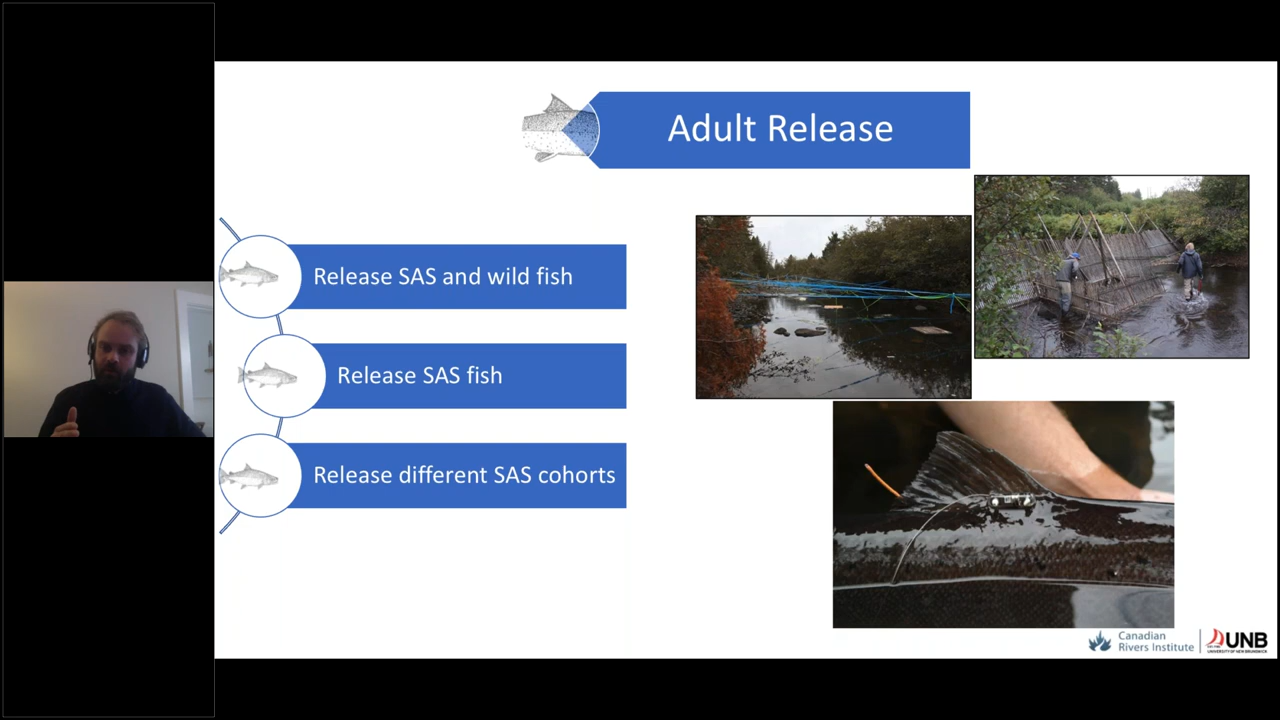 Adult Release
Release SAS and wild fish
Release SAS fish
Release different SAS cohorts
Canadian
Rivers Institute
UNB
UNIVERSITY OF NEW BRUNSWICK